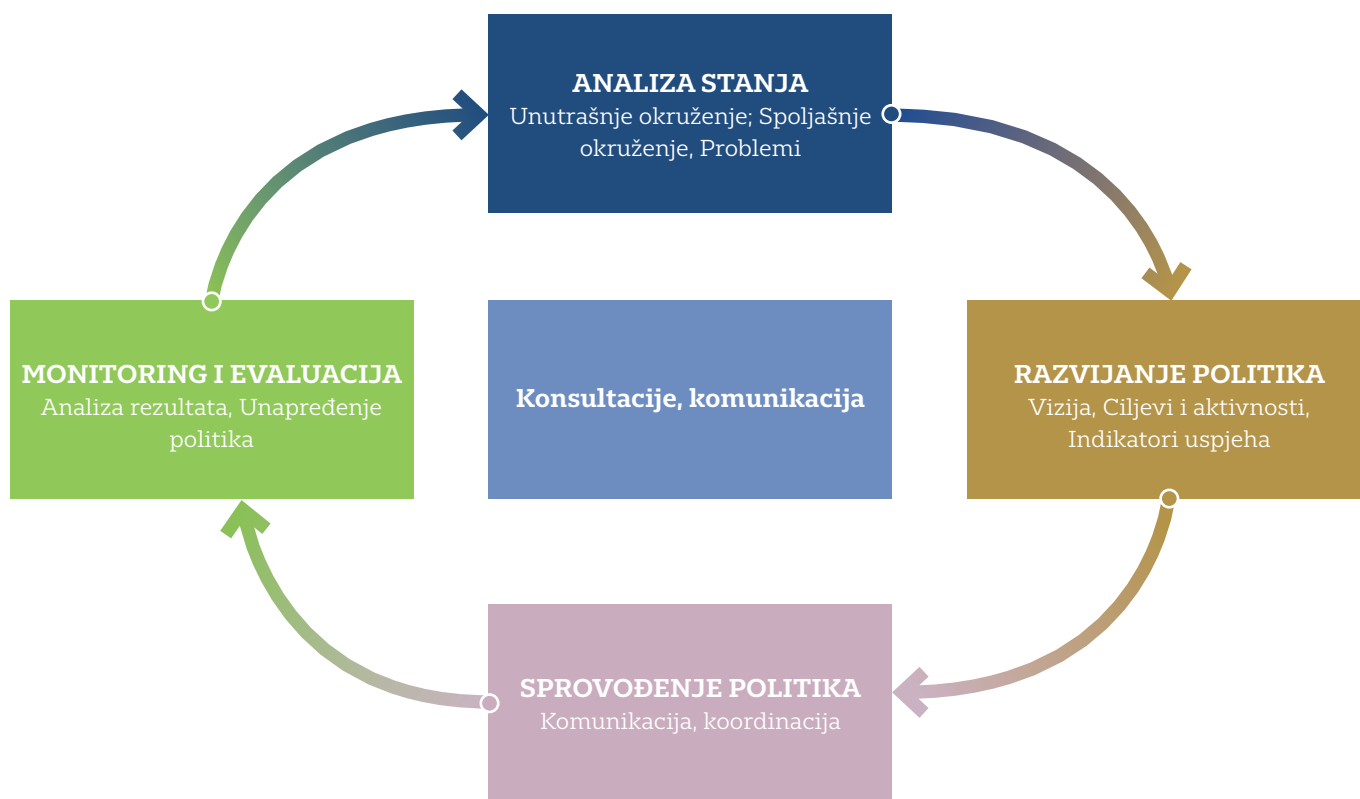 ANALIZA STANJA
Unutrašnje okruženje; Spoljašnje
okruženje, Problemi
MONITORING I EVALUACIJA
Analiza rezultata, Unapređenje
politika
Konsultacije, komunikacija
RAZVIJANJE POLITIKA
Vizija, Ciljevi i aktivnosti,
Indikatori uspjeha
SPROVOĐENJE POLITIKA
Komunikacija, koordinacija